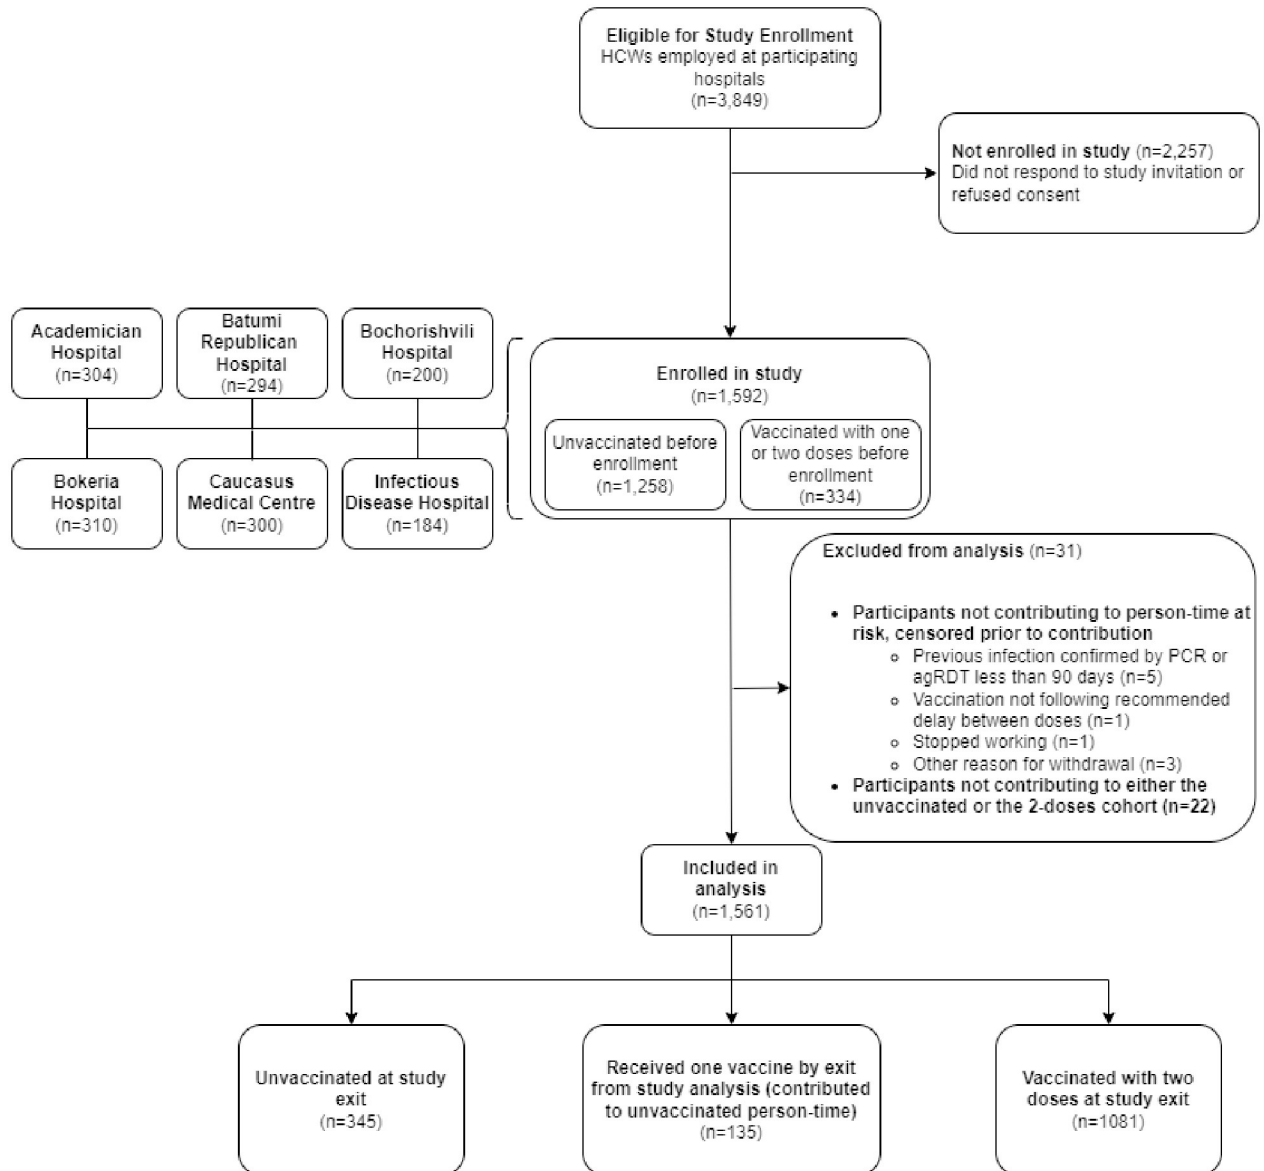 Eligible for Study Enrollment
HCWs employed at participating
hospitals
(n=3,849)
Not enrolled in study (n=2,257)
Did not respond to study invitation or
refused consent
Academician
Hospital
(n=304)
Batumi
Republican
Hospital
(n=294)
Bochorishvili
Hospital
(n=200)
Bokeria
Hospital
(n=310)
Caucasus
Medical Centre
(n=300)
Infectious
Disease Hospital
(n=184)
Enrolled in study
(n=1,592)
Unvaccinated before
enrollment
(n=1,258)
Vaccinated with one
or two doses before
enrollment
(n=334)
Excluded from analysis (n=31)
• Participants not contributing to person-time at
risk, censored prior to contribution
o Previous infection confirmed by PCR or
agRDT less than 90 days (n=5)
o Vaccination not following recommended
delay between doses (n=1)
o Stopped working (n=1)
o Other reason for withdrawal (n=3)
• Participants not contributing to either the
unvaccinated or the 2-doses cohort (n=22)
Included in
analysis
(n=1,561)
Unvaccinated at study
exit
(n=345)
Received one vaccine by exit
from study analysis (contributed
to unvaccinated person-time)
(n=135)
Vaccinated with two
doses at study exit
(n=1081)